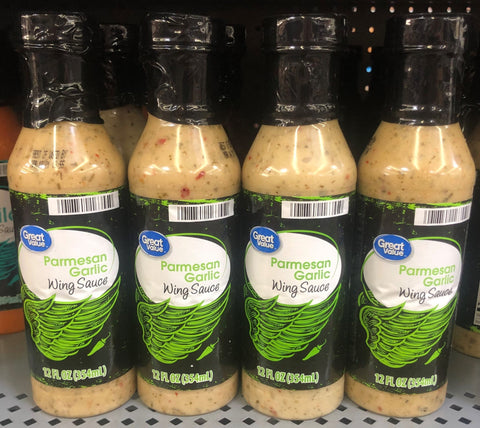 Great
Value
Parmesan
Garlic
Wing Sauce
12 FL OZ (354mL)
Great
Value
Parmesan
Garlic
Wing Sauce
12 FL OZ (354mL)
Great
Value
Parmesan
Garlic
Wing Sauce
12 FL OZ (354mL)
Great
Value
Parmesan
Garlic
Wing Sauce
12 FL OZ (354mL)